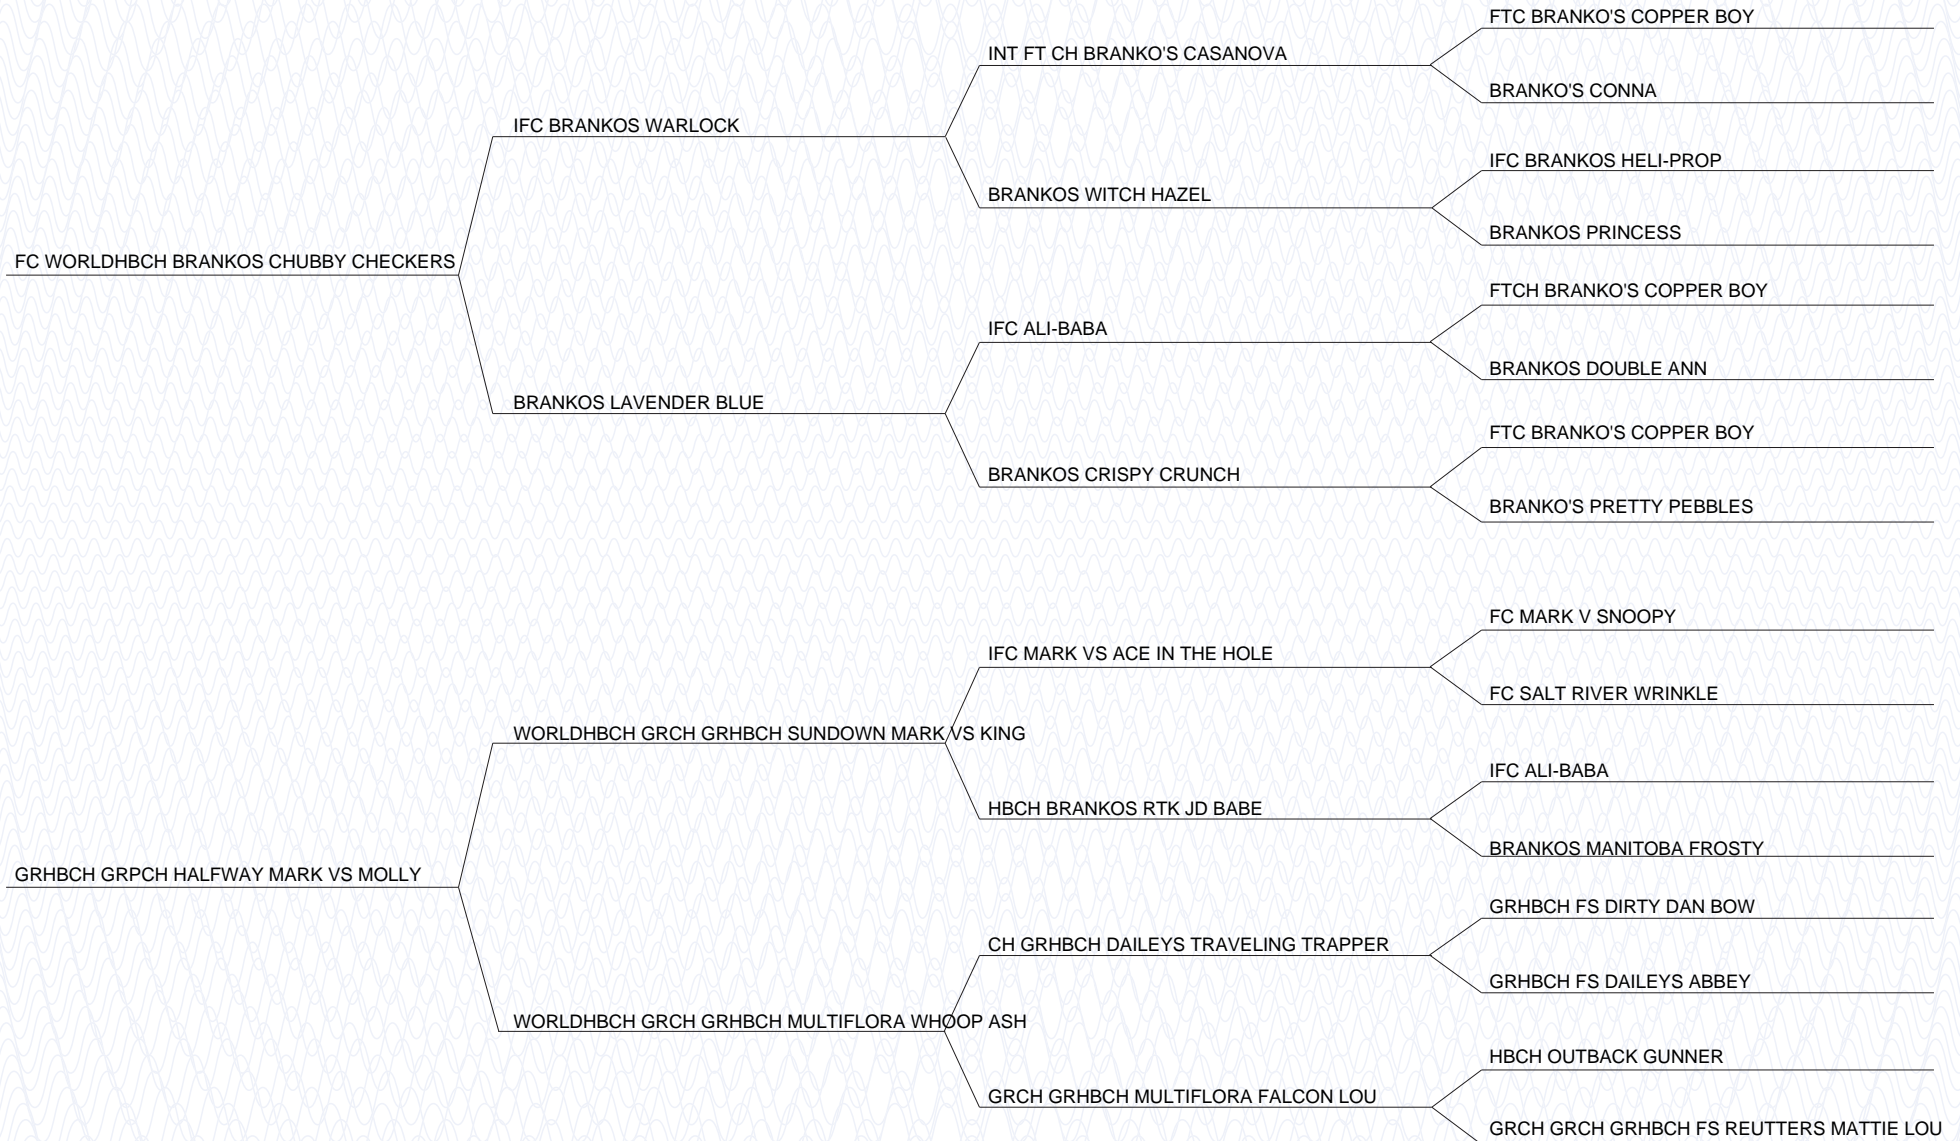 FTC BRANKO'S COPPER BOY
INT FT CH BRANKO'S CASANOVA
BRANKO'S CONNA
IFC BRANKOS WARLOCK
IFC BRANKOS HELI-PROP
BRANKOS WITCH HAZEL
BRANKOS PRINCESS
FC WORLDHBCH BRANKOS CHUBBY CHECKERS
FTCH BRANKO'S COPPER BOY
IFC ALI-BABA
BRANKOS DOUBLE ANN
BRANKOS LAVENDER BLUE
FTC BRANKO'S COPPER BOY
BRANKOS CRISPY CRUNCH
BRANKO'S PRETTY PEBBLES
FC MARK V SNOOPY
IFC MARK VS ACE IN THE HOLE
FC SALT RIVER WRINKLE
WORLDHBCH GRCH GRHBCH SUNDOWN MARK VS KING
IFC ALI-BABA
HBCH BRANKOS RTK JD BABE
BRANKOS MANITOBA FROSTY
GRHBCH GRPCH HALFWAY MARK VS MOLLY
GRHBCH FS DIRTY DAN BOW
CH GRHBCH DAILEYS TRAVELING TRAPPER
GRHBCH FS DAILEYS ABBEY
WORLDHBCH GRCH GRHBCH MULTIFLORA WHOOP ASH
HBCH OUTBACK GUNNER
GRCH GRHBCH MULTIFLORA FALCON LOU
GRCH GRCH GRHBCH FS REUTTERS MATTIE LOU